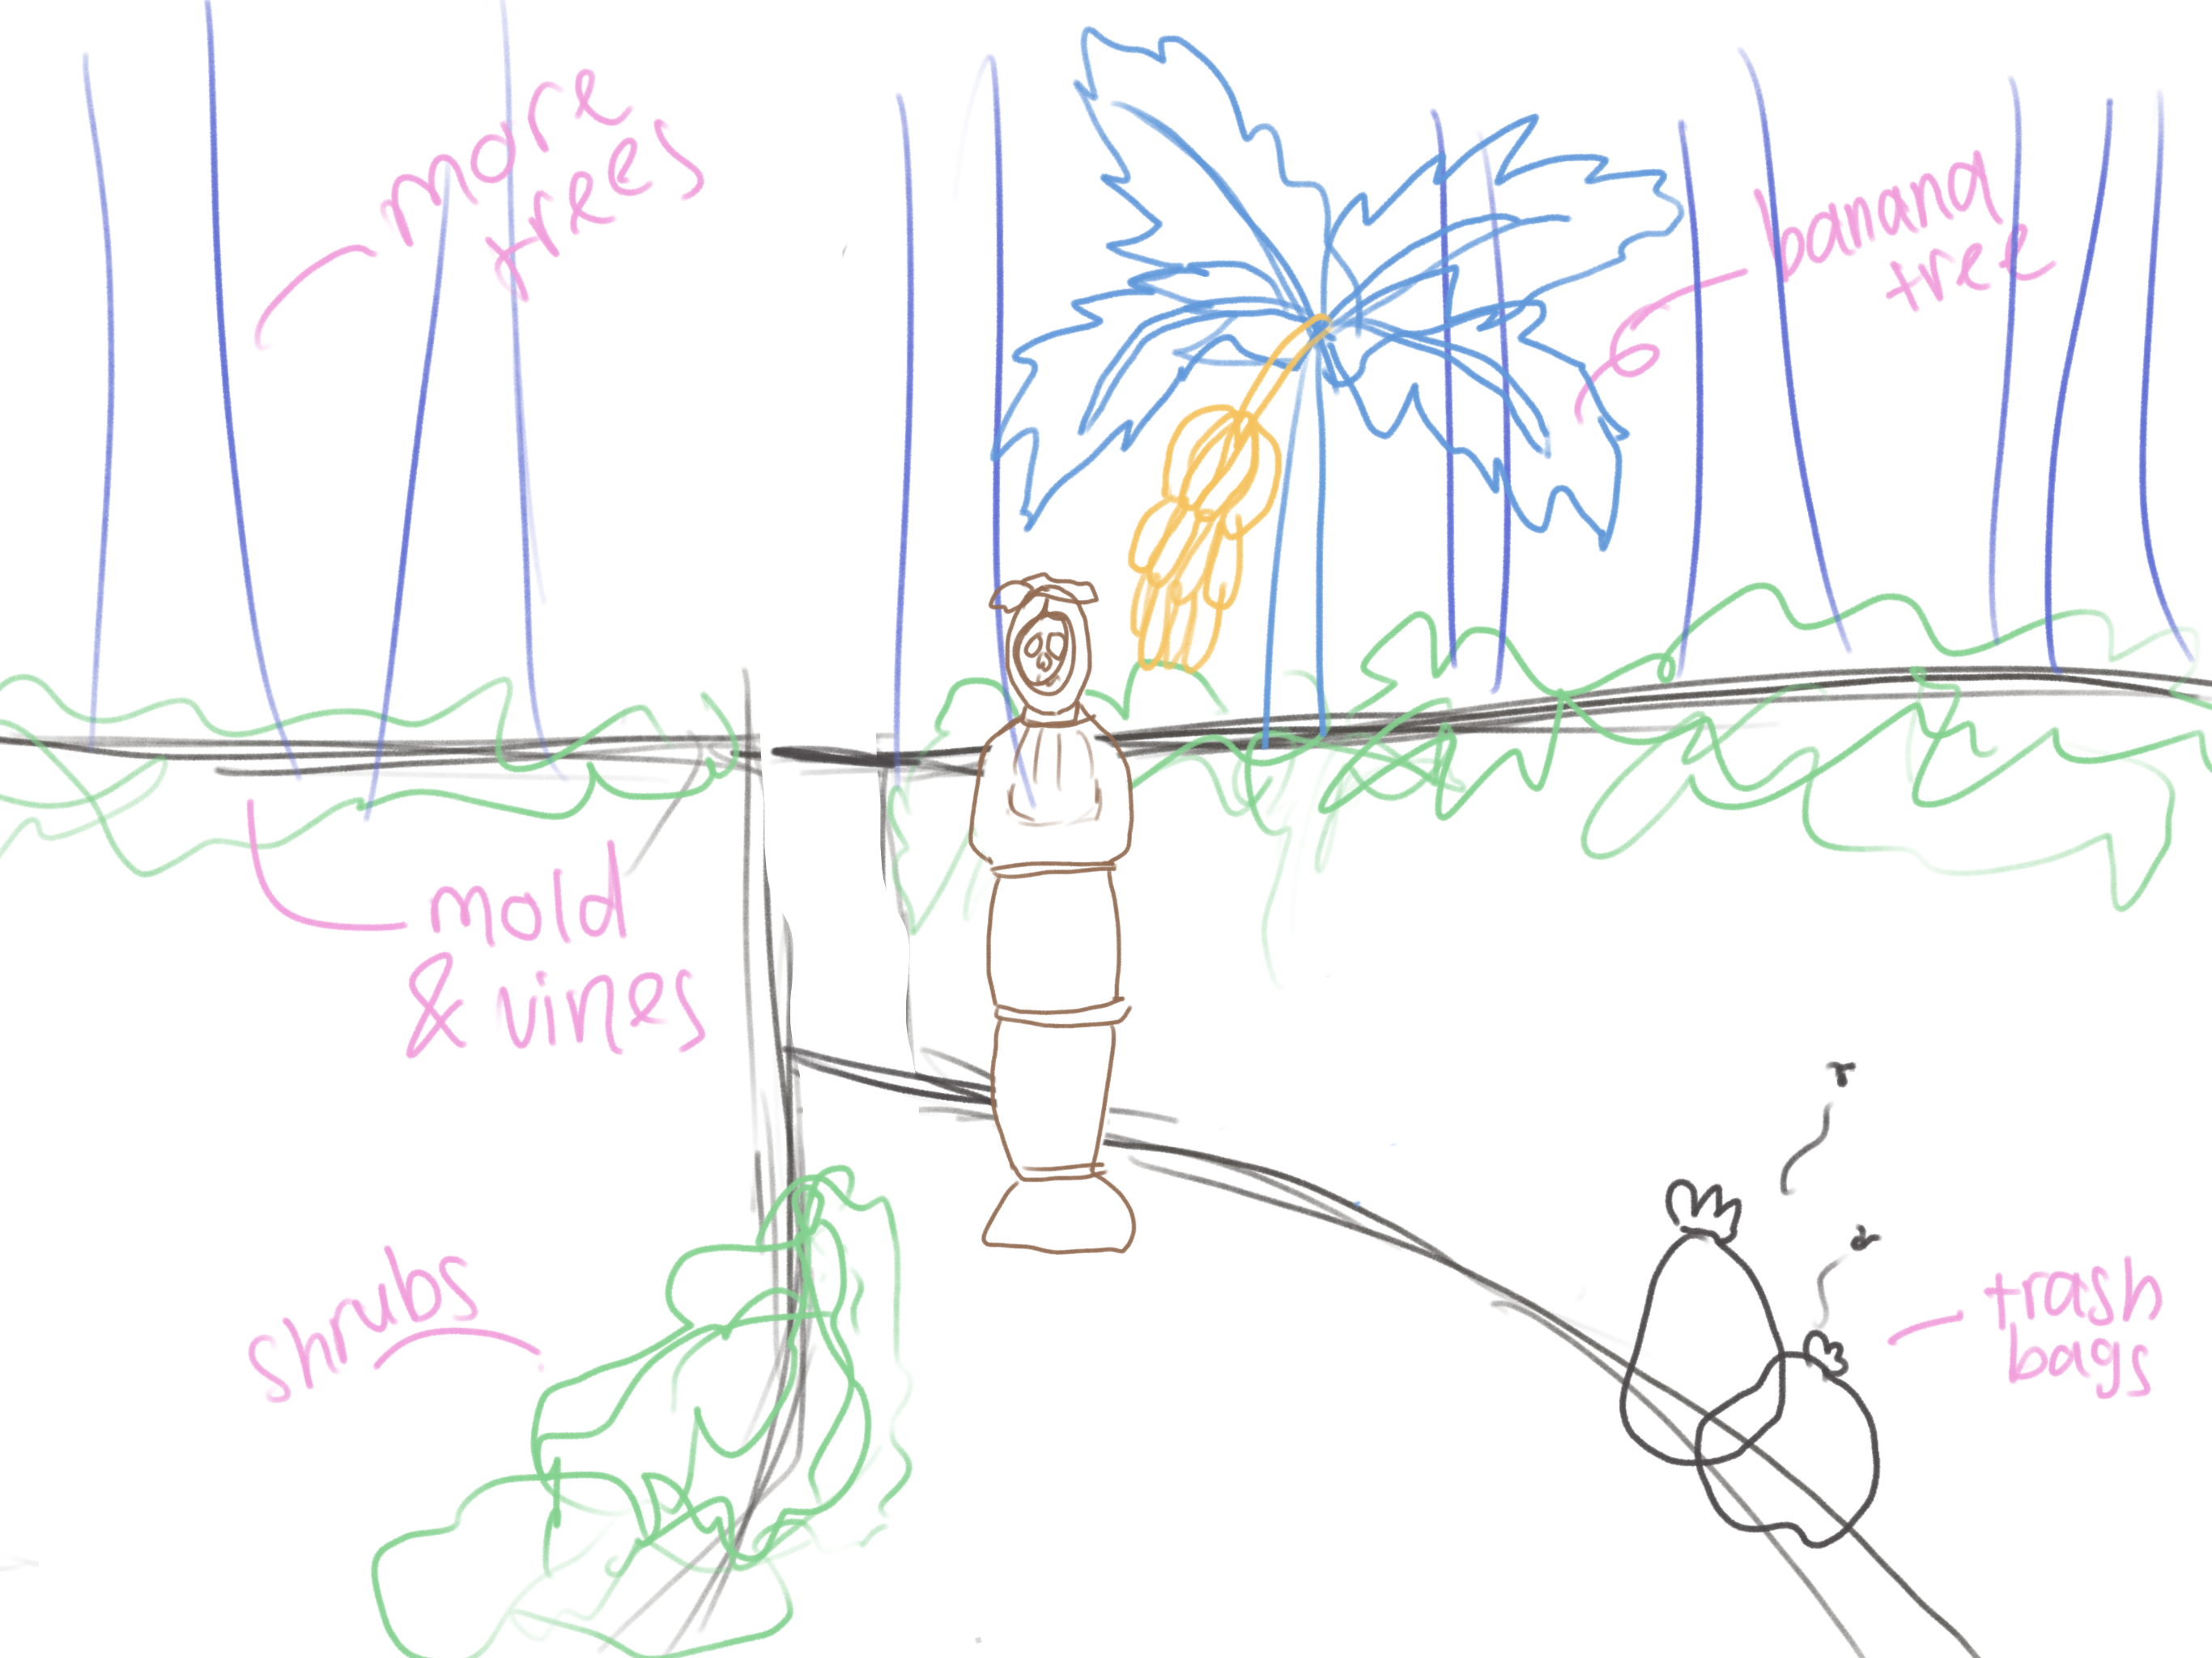 more
trees
banana
tree
mold
& vines
shrubs
trash
bags